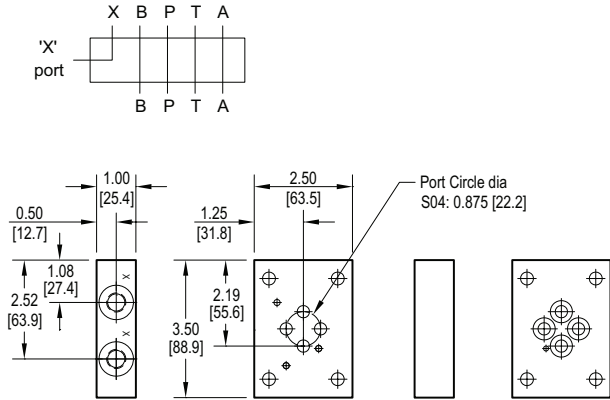 X B P T A
'X'
port
B P T A
1.00
[25.4]
2.50
[63.5]
Port Circle dia
S04: 0.875 [22.2]
0.50
[12.7]
1.25
[31.8]
1.08
[27.4]
2.52
[63.9]
2.19
[55.6]
3.50
[88.9]
X
X